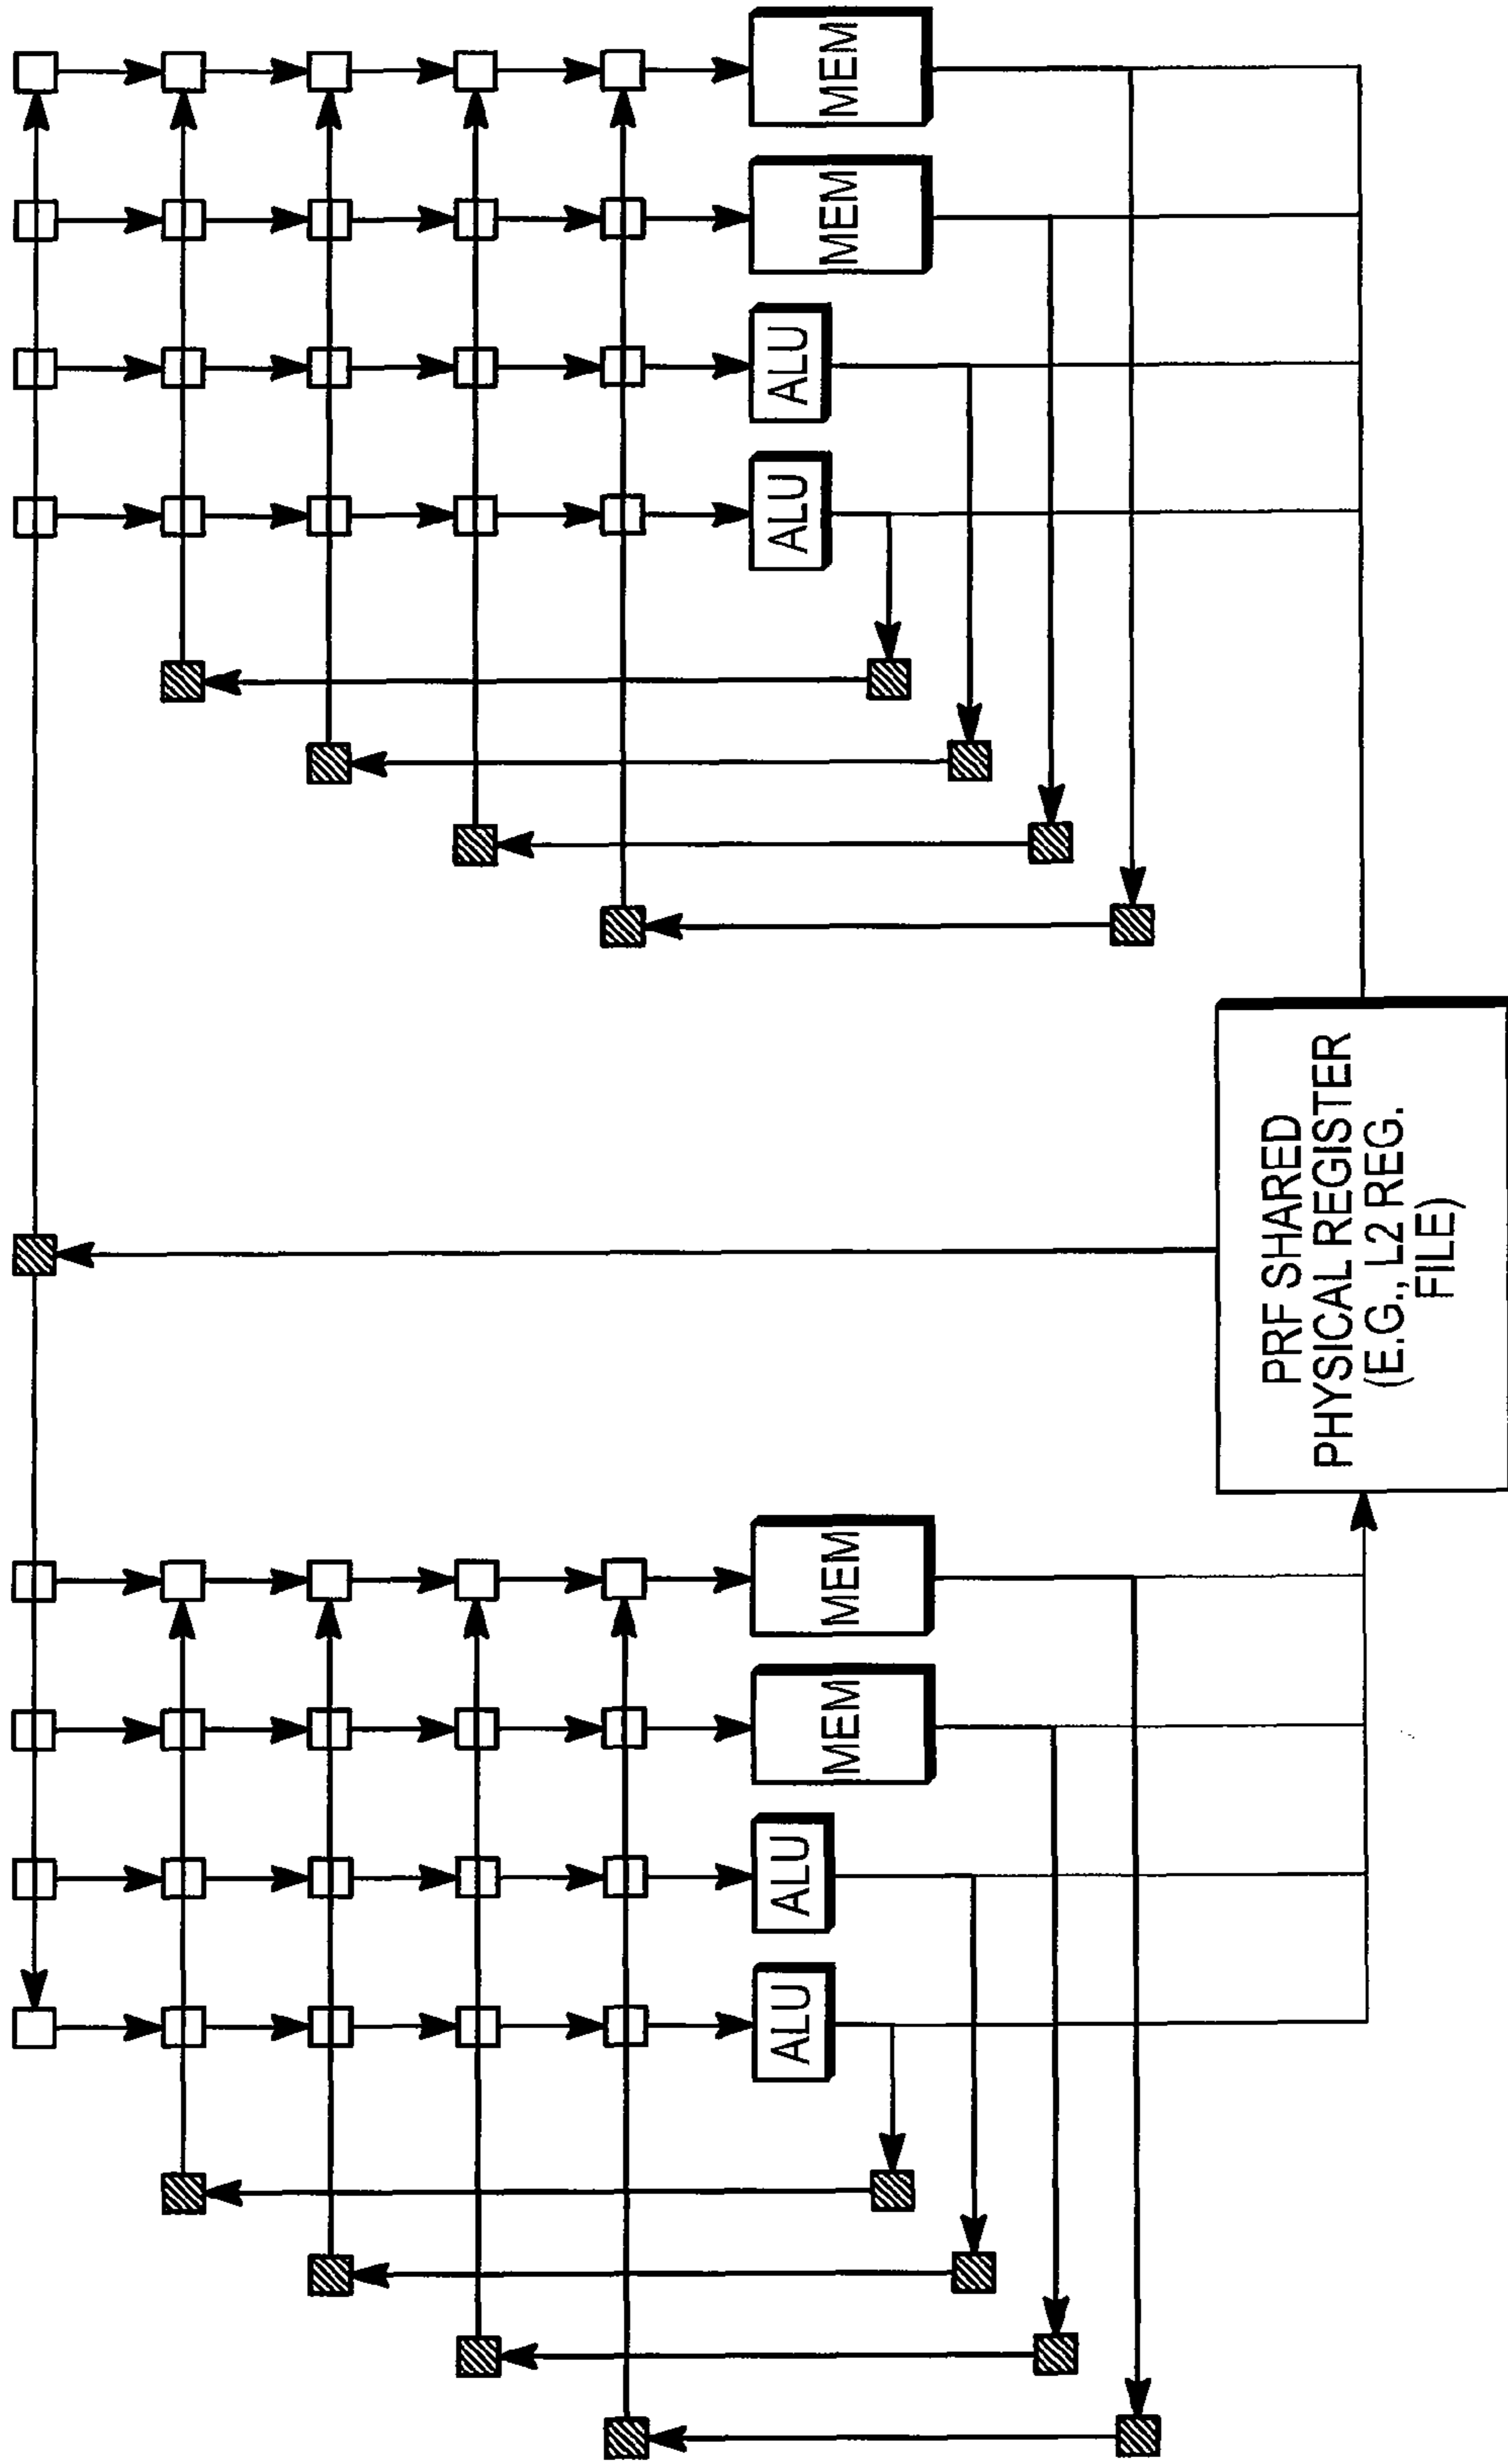 ALU
ALU
MEM
MEM
ALU
ALU
MEM
MEM
PRF SHARED
PHYSICAL REGISTER
(E.G., L2 REG.
FILE)